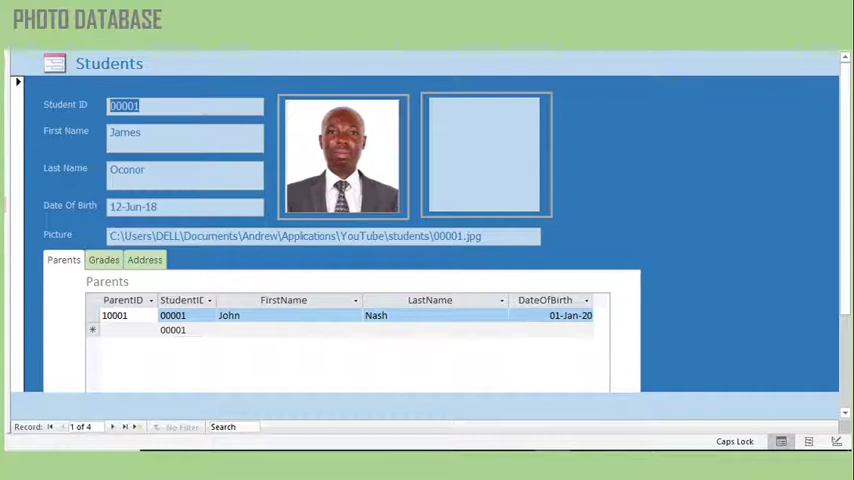 PHOTO DATABASE
Students
Student ID 00001
First Name James
Last Name Oconor
Date Of Birth 12-Jun-18
Picture C:\Users\DELL\Documents\Andrew\Applications\YouTube\students\00001.jpg
Parents Grades Address
Parents
ParentID StudentID FirstName LastName DateOfBirth
10001 00001 John Nash 01-Jan-20
00001
Record: 1 of 4 No Filter Search
Caps Lock